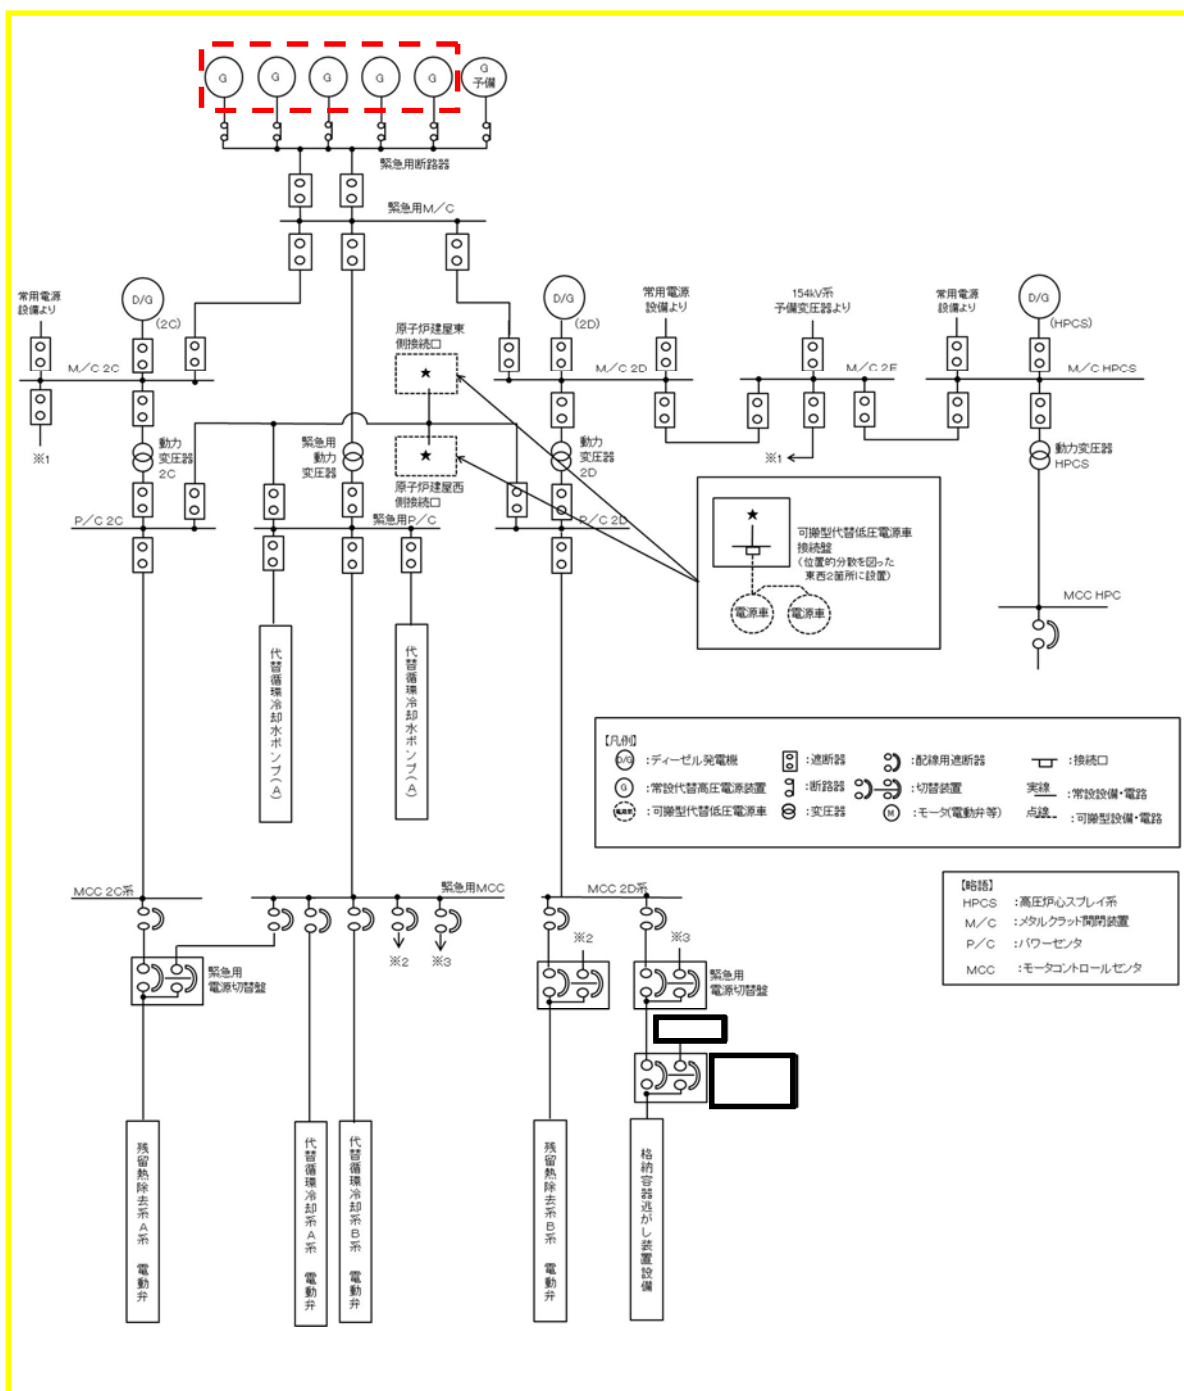 G
G
G
G
G
G
予備
緊急用断路器
緊急用M／C
常用電源
設備より
D/G
(2C)
M／C 2C
※1
動力
変圧器
2C
P／C 2C
緊急用
動力
変圧器
緊急用P／C
原子炉建屋東
側接続口
★
★
原子炉建屋西
側接続口
D/G
(2D)
M／C 2D
動力
変圧器
2D
P／C 2D
常用電源
設備より
154kV系
予備変圧器より
M／C 2E
※1
常用電源
設備より
D/G
(HPCS)
M／C HPCS
動力変圧器
HPCS
MCC HPC
★
可搬型代替低圧電源車
接続盤
(位置的分散を図った
東西2箇所に設置)
電源車
電源車
代替循環冷却水ポンプ(A)
代替循環冷却水ポンプ(A)
【凡例】
D/G :ディーゼル発電機
:遮断器
:配線用遮断器
:接続口
G :常設代替高圧電源装置
:断路器
:切替装置
実線 :常設設備・電路
電源車 :可搬型代替低圧電源車
:変圧器
M :モータ(電動弁等)
点線 :可搬型設備・電路
【略語】
HPCS :高圧炉心スプレイ系
M／C :メタルクラッド開閉装置
P／C :パワーセンタ
MCC :モータコントロールセンタ
MCC 2C系
緊急用MCC
MCC 2D系
※2
※3
※2
※3
緊急用
電源切替盤
緊急用
電源切替盤
残留熱除去系A系 電動弁
代替循環冷却系A系 電動弁
代替循環冷却系B系 電動弁
残留熱除去系B系 電動弁
格納容器逃がし装置設備